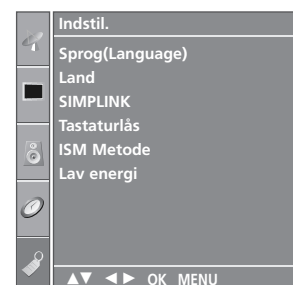 Indstil.
Sprog(Language)
Land
SIMPLINK
Tastaturlås
ISM Metode
Lav energi
▲▼ ◄► OK MENU